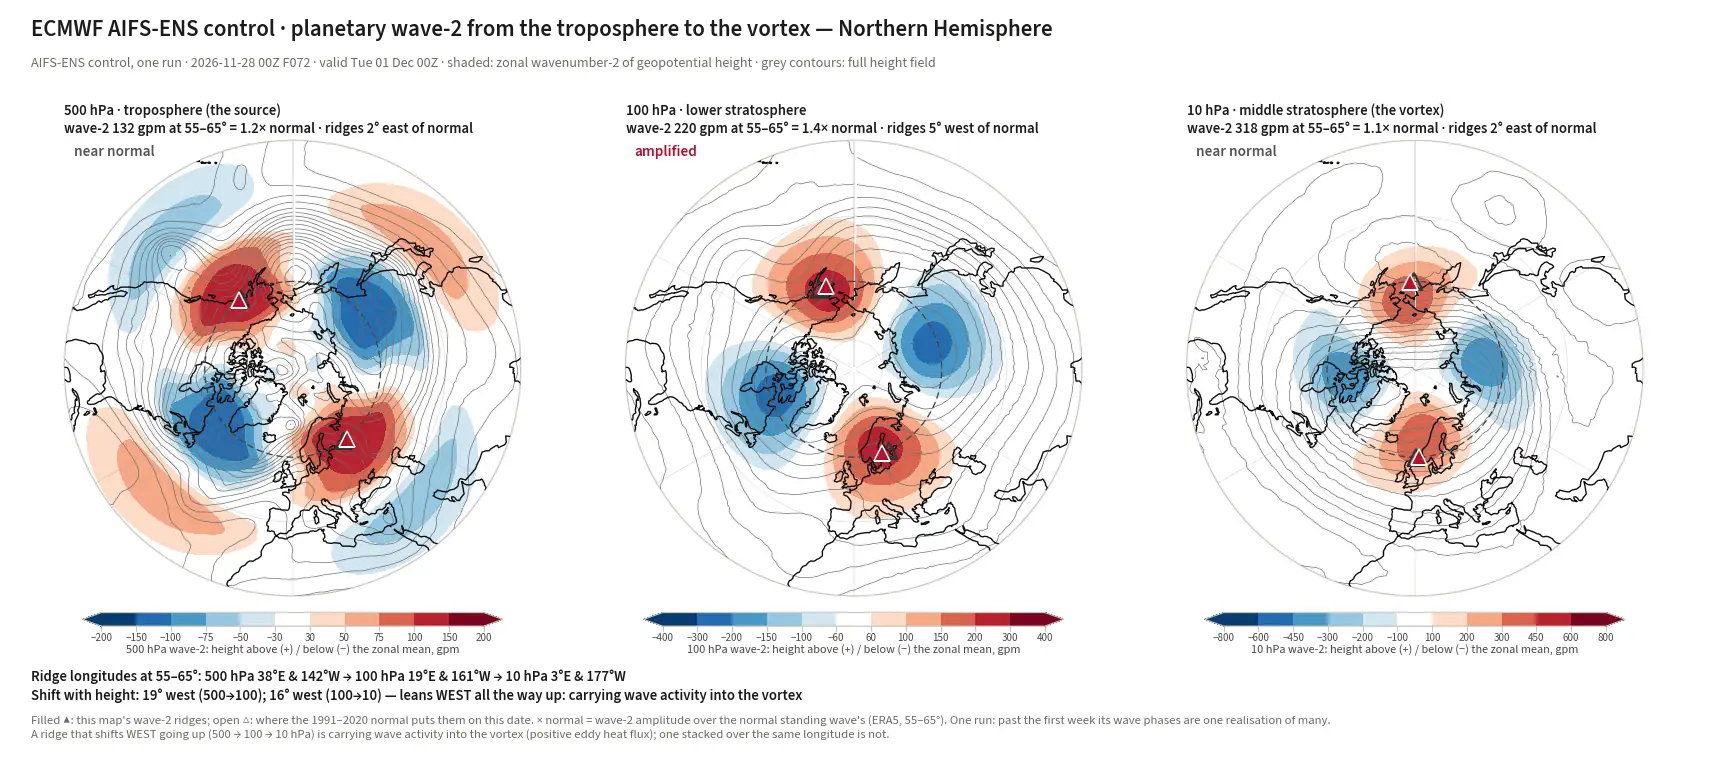 ECMWF AIFS-ENS control · planetary wave-2 from the troposphere to the vortex — Northern Hemisphere
AIFS-ENS control, one run · 2026-11-28 00Z F072 · valid Tue 01 Dec 00Z · shaded: zonal wavenumber-2 of geopotential height · grey contours: full height field
500 hPa · troposphere (the source)
wave-2 132 gpm at 55–65° = 1.2× normal · ridges 2° east of normal
near normal
100 hPa · lower stratosphere
wave-2 220 gpm at 55–65° = 1.4× normal · ridges 5° west of normal
amplified
10 hPa · middle stratosphere (the vortex)
wave-2 318 gpm at 55–65° = 1.1× normal · ridges 2° east of normal
near normal
−200 −150 −100 −75 −50 −30 30 50 75 100 150 200
500 hPa wave-2: height above (+) / below (−) the zonal mean, gpm
−400 −300 −200 −150 −100 −60 60 100 150 200 300 400
100 hPa wave-2: height above (+) / below (−) the zonal mean, gpm
−800 −600 −450 −300 −200 −100 100 200 300 450 600 800
10 hPa wave-2: height above (+) / below (−) the zonal mean, gpm
Ridge longitudes at 55–65°: 500 hPa 38°E & 142°W → 100 hPa 19°E & 161°W → 10 hPa 3°E & 177°W
Shift with height: 19° west (500→100); 16° west (100→10) — leans WEST all the way up: carrying wave activity into the vortex
Filled ▲: this map's wave-2 ridges; open △: where the 1991–2020 normal puts them on this date. × normal = wave-2 amplitude over the normal standing wave's (ERA5, 55–65°). One run: past the first week its wave phases are one realisation of many.
A ridge that shifts WEST going up (500 → 100 → 10 hPa) is carrying wave activity into the vortex (positive eddy heat flux); one stacked over the same longitude is not.